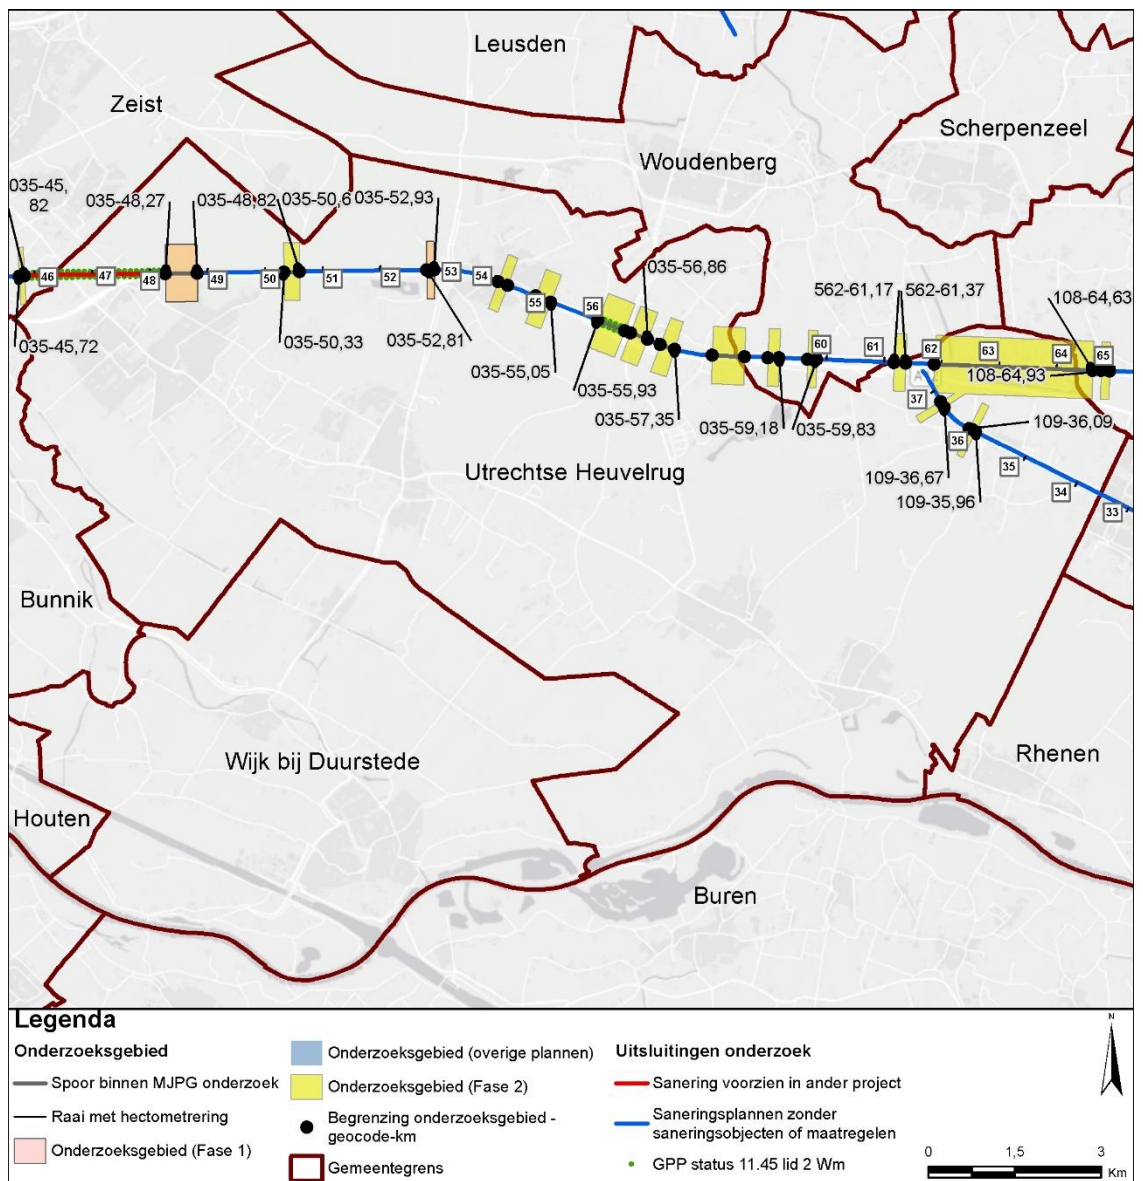 Leusden
Zeist
Scherpenzeel
Woudenberg
035-45,
82
035-48,27
035-48,82
035-50,6
035-52,93
035-56,86
562-61,17
562-61,37
108-64,63
46
47
48
49
50
51
52
53
54
55
56
60
61
62
63
64
65
035-45,72
035-50,33
035-52,81
035-55,05
035-55,93
035-57,35
035-59,18
035-59,83
108-64,93
37
36
35
34
33
109-36,09
109-36,67
109-35,96
Utrechtse Heuvelrug
Bunnik
Wijk bij Duurstede
Rhenen
Houten
Buren
Legenda
Onderzoeksgebied
Spoor binnen MJPG onderzoek
Raai met hectometrering
Onderzoeksgebied (Fase 1)
Onderzoeksgebied (overige plannen)
Onderzoeksgebied (Fase 2)
Begrenzing onderzoeksgebied -
geocode-km
Gemeentegrens
Uitsluitingen onderzoek
Sanering voorzien in ander project
Saneringsplannen zonder
saneringsobjecten of maatregelen
GPP status 11.45 lid 2 Wm
N
0 1,5 3
Km